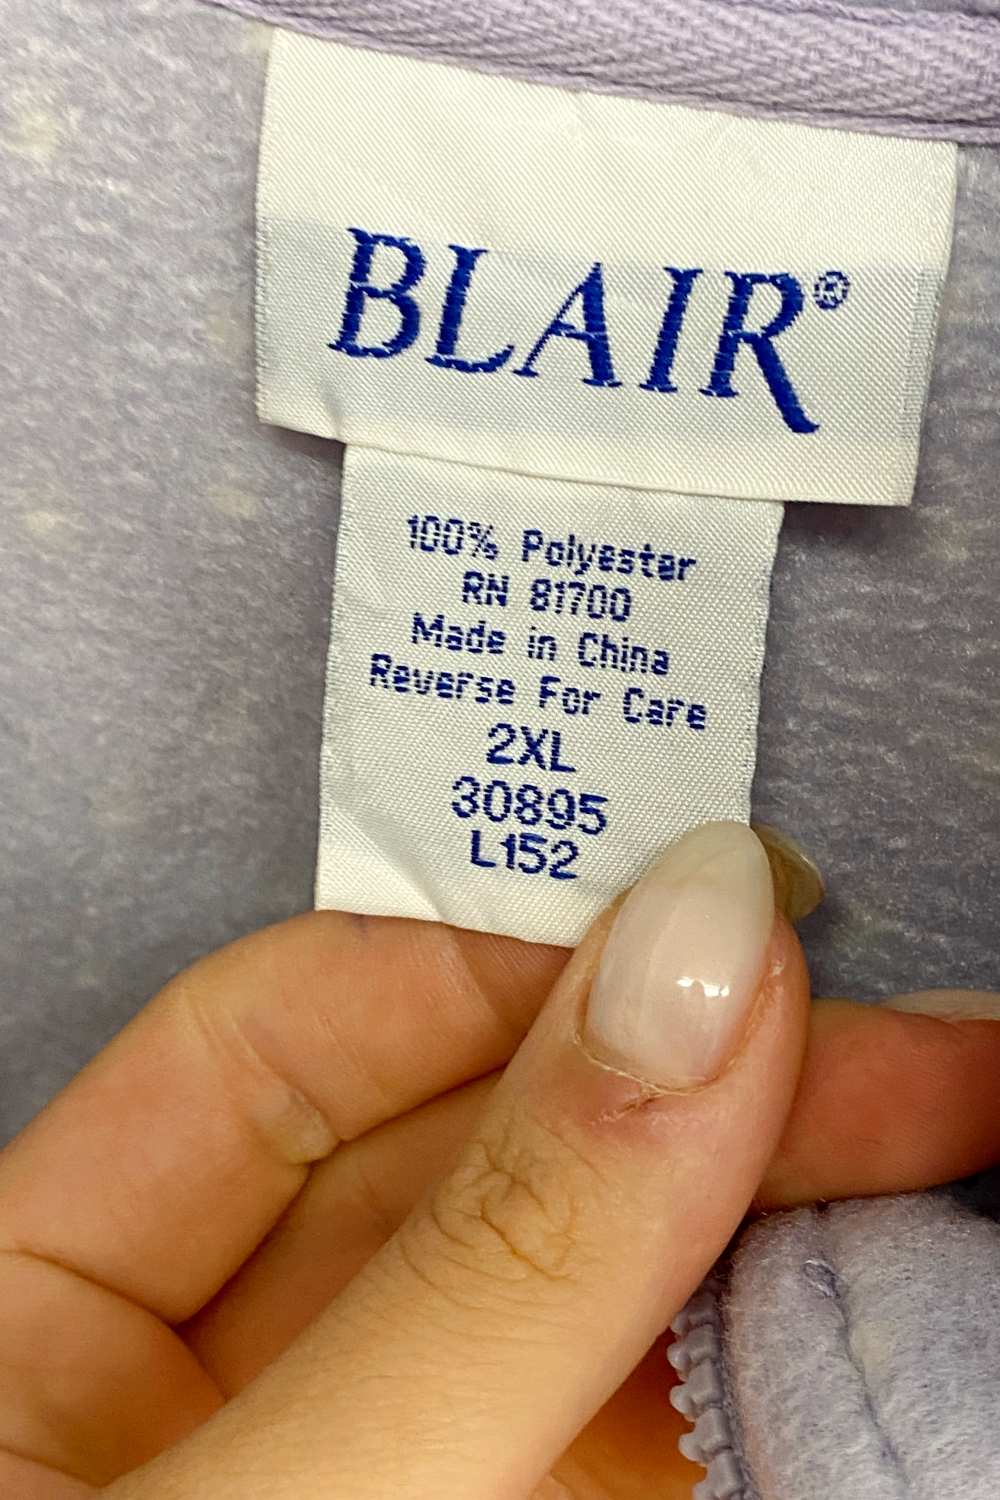 BLAIR®
100% Polyester
RN 81700
Made in China
Reverse For Care
2XL
30895
L152